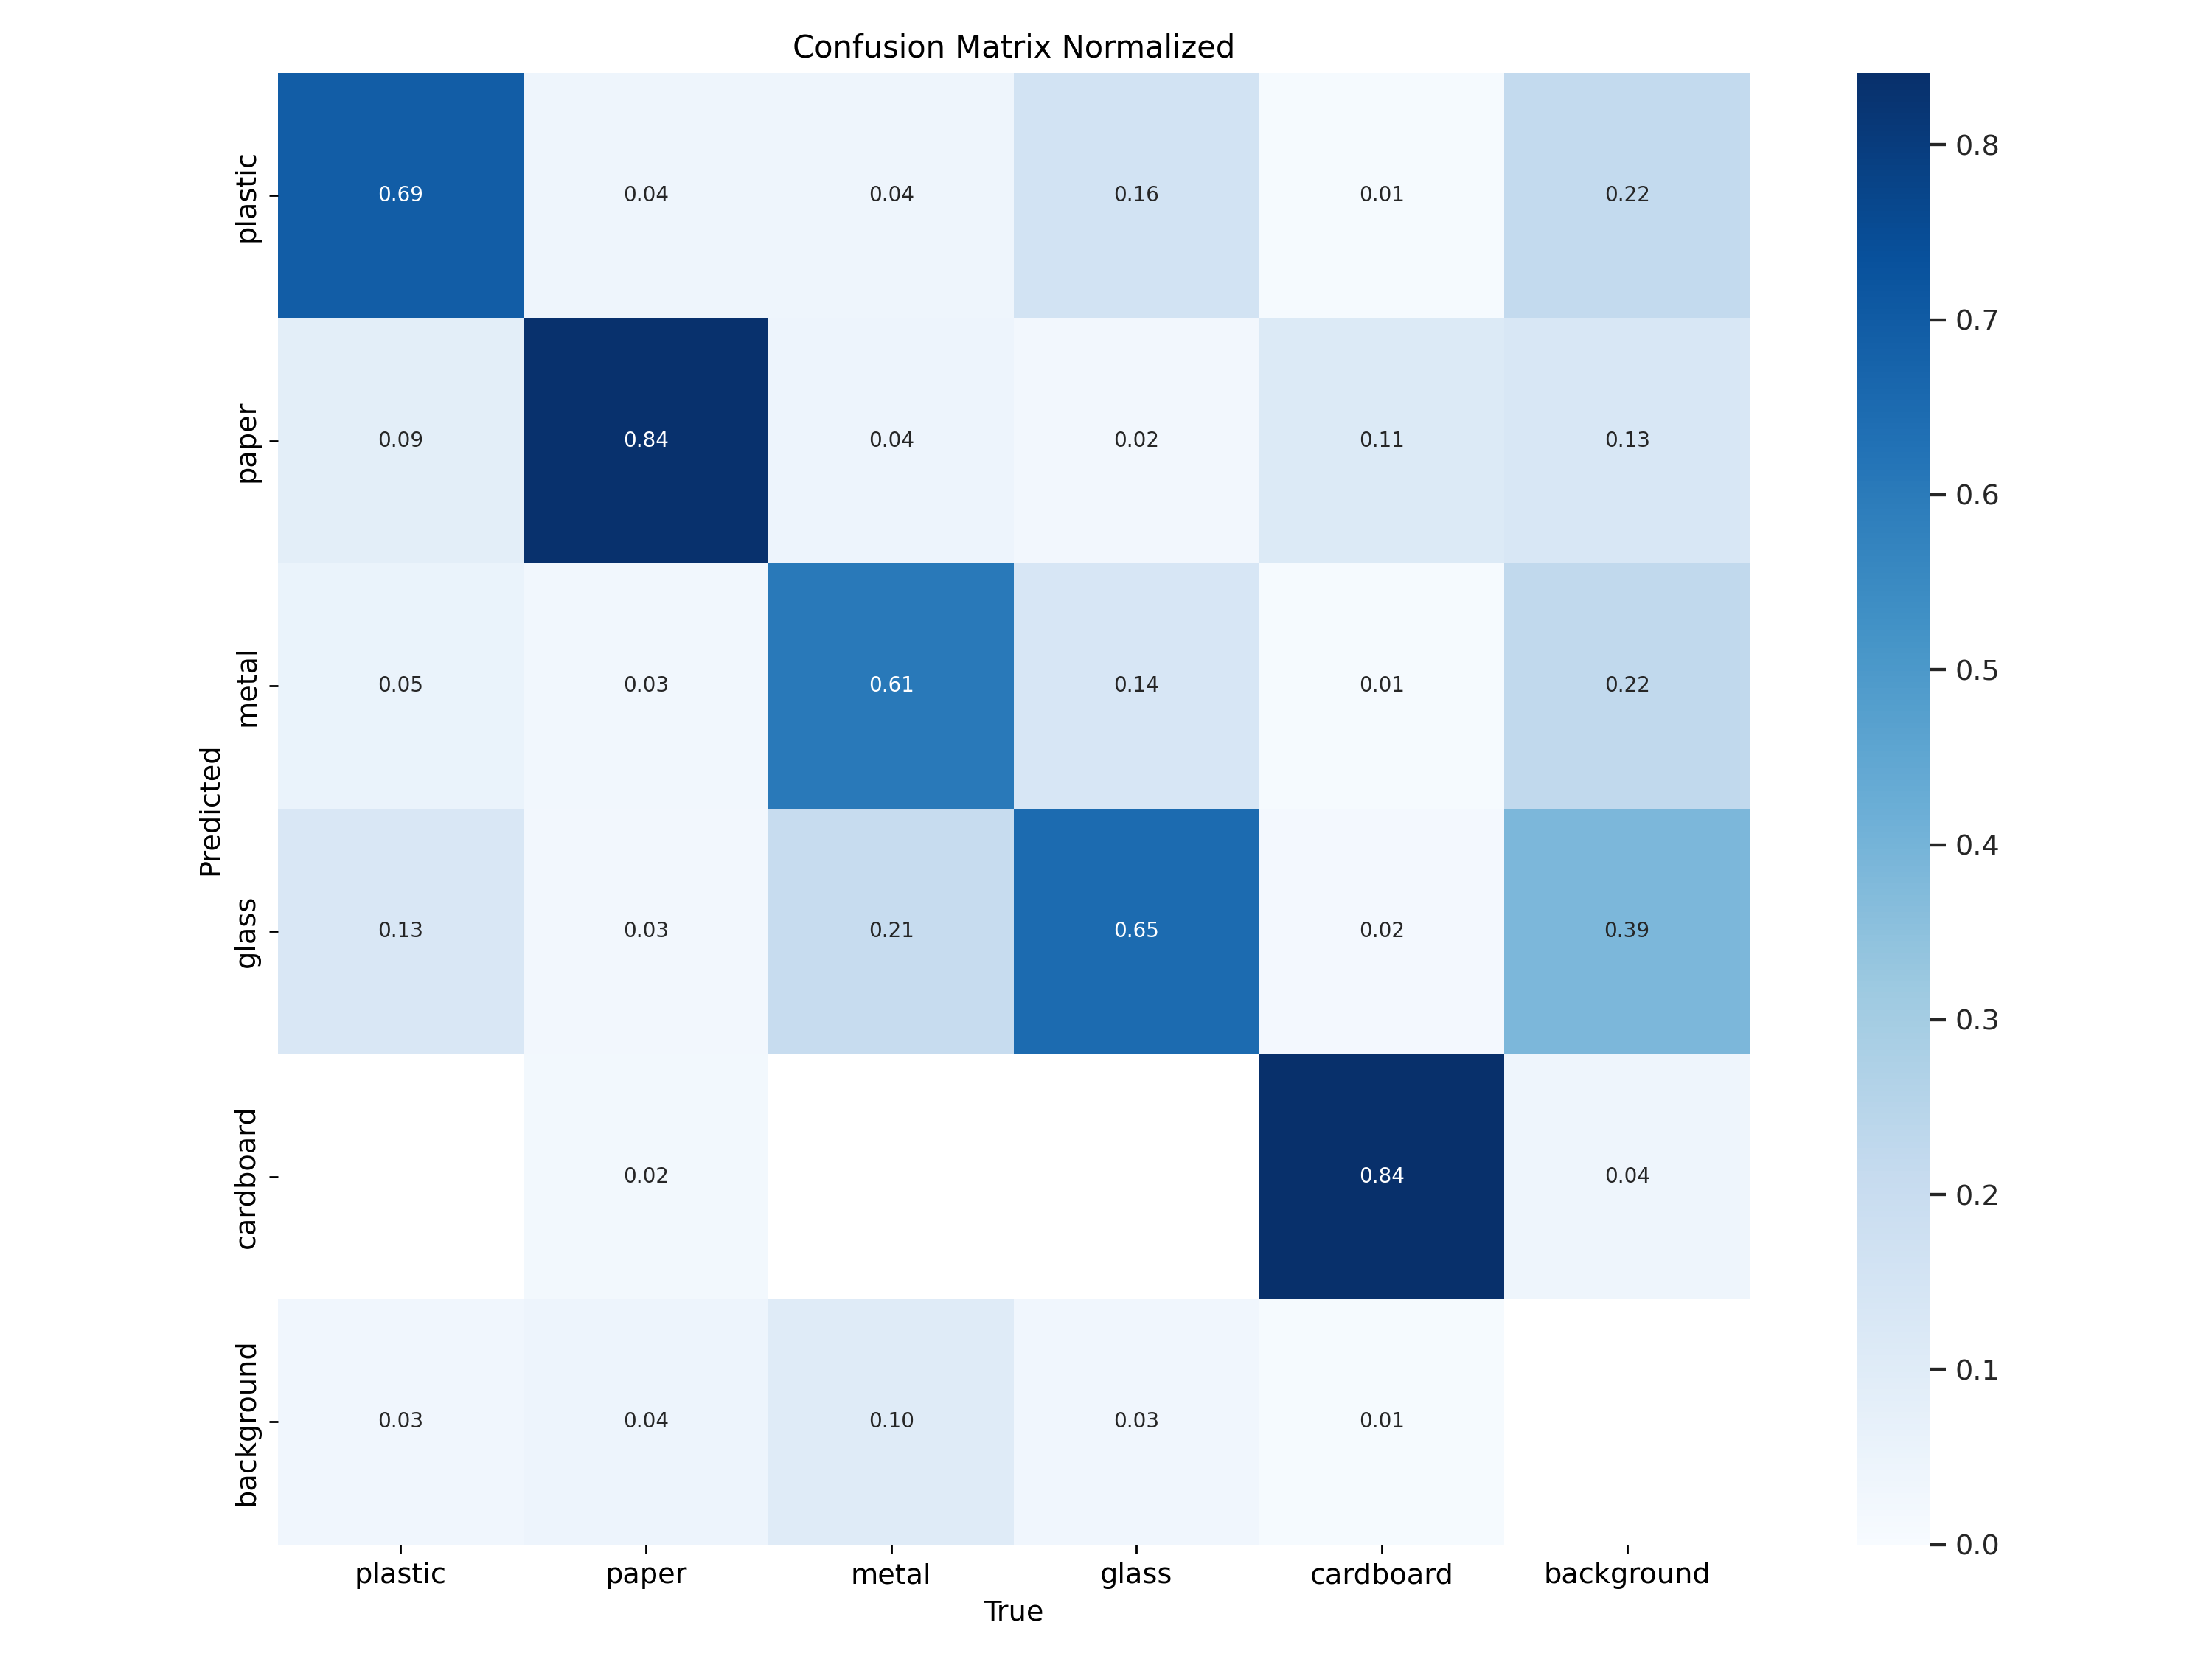 Confusion Matrix Normalized
plastic
0.69 0.04 0.04 0.16 0.01 0.22
paper
0.09 0.84 0.04 0.02 0.11 0.13
metal
0.05 0.03 0.61 0.14 0.01 0.22
Predicted
glass
0.13 0.03 0.21 0.65 0.02 0.39
cardboard
0.02 0.84 0.04
background
0.03 0.04 0.10 0.03 0.01
plastic paper metal glass cardboard background
True
0.8
0.7
0.6
0.5
0.4
0.3
0.2
0.1
0.0